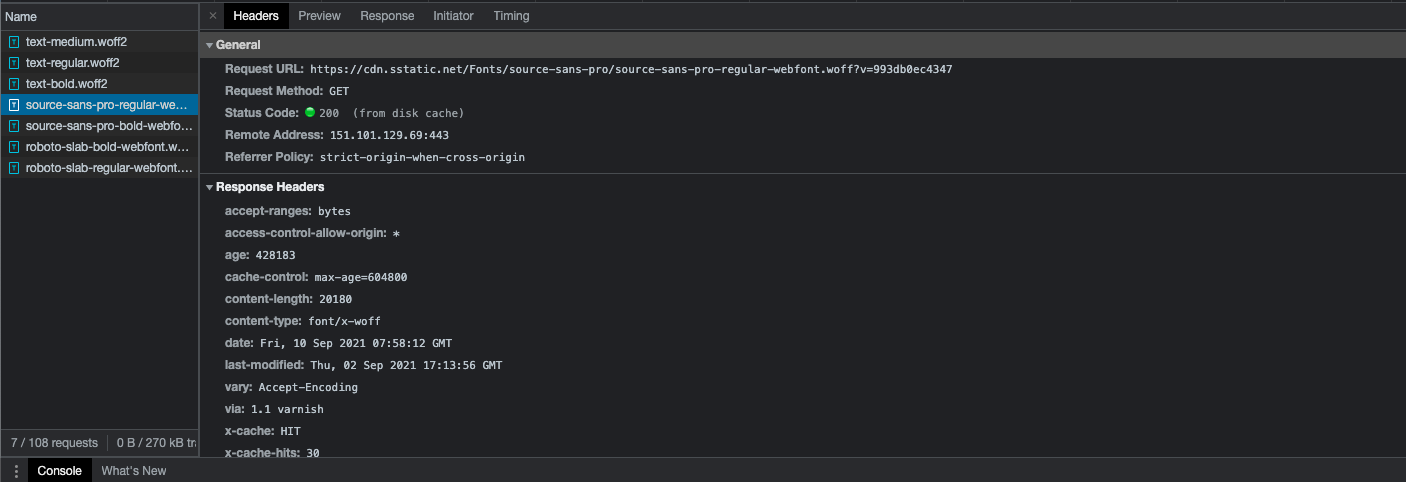 Name
× Headers Preview Response Initiator Timing
text-medium.woff2
text-regular.woff2
text-bold.woff2
source-sans-pro-regular-we...
source-sans-pro-bold-webfo...
roboto-slab-bold-webfont.w...
roboto-slab-regular-webfont....
7 / 108 requests 0 B / 270 kB tra
General
Request URL: https://cdn.sstatic.net/Fonts/source-sans-pro/source-sans-pro-regular-webfont.woff?v=993db0ec4347
Request Method: GET
Status Code: 200 (from disk cache)
Remote Address: 151.101.129.69:443
Referrer Policy: strict-origin-when-cross-origin
Response Headers
accept-ranges: bytes
access-control-allow-origin: *
age: 428183
cache-control: max-age=604800
content-length: 20180
content-type: font/x-woff
date: Fri, 10 Sep 2021 07:58:12 GMT
last-modified: Thu, 02 Sep 2021 17:13:56 GMT
vary: Accept-Encoding
via: 1.1 varnish
x-cache: HIT
x-cache-hits: 30
Console What's New